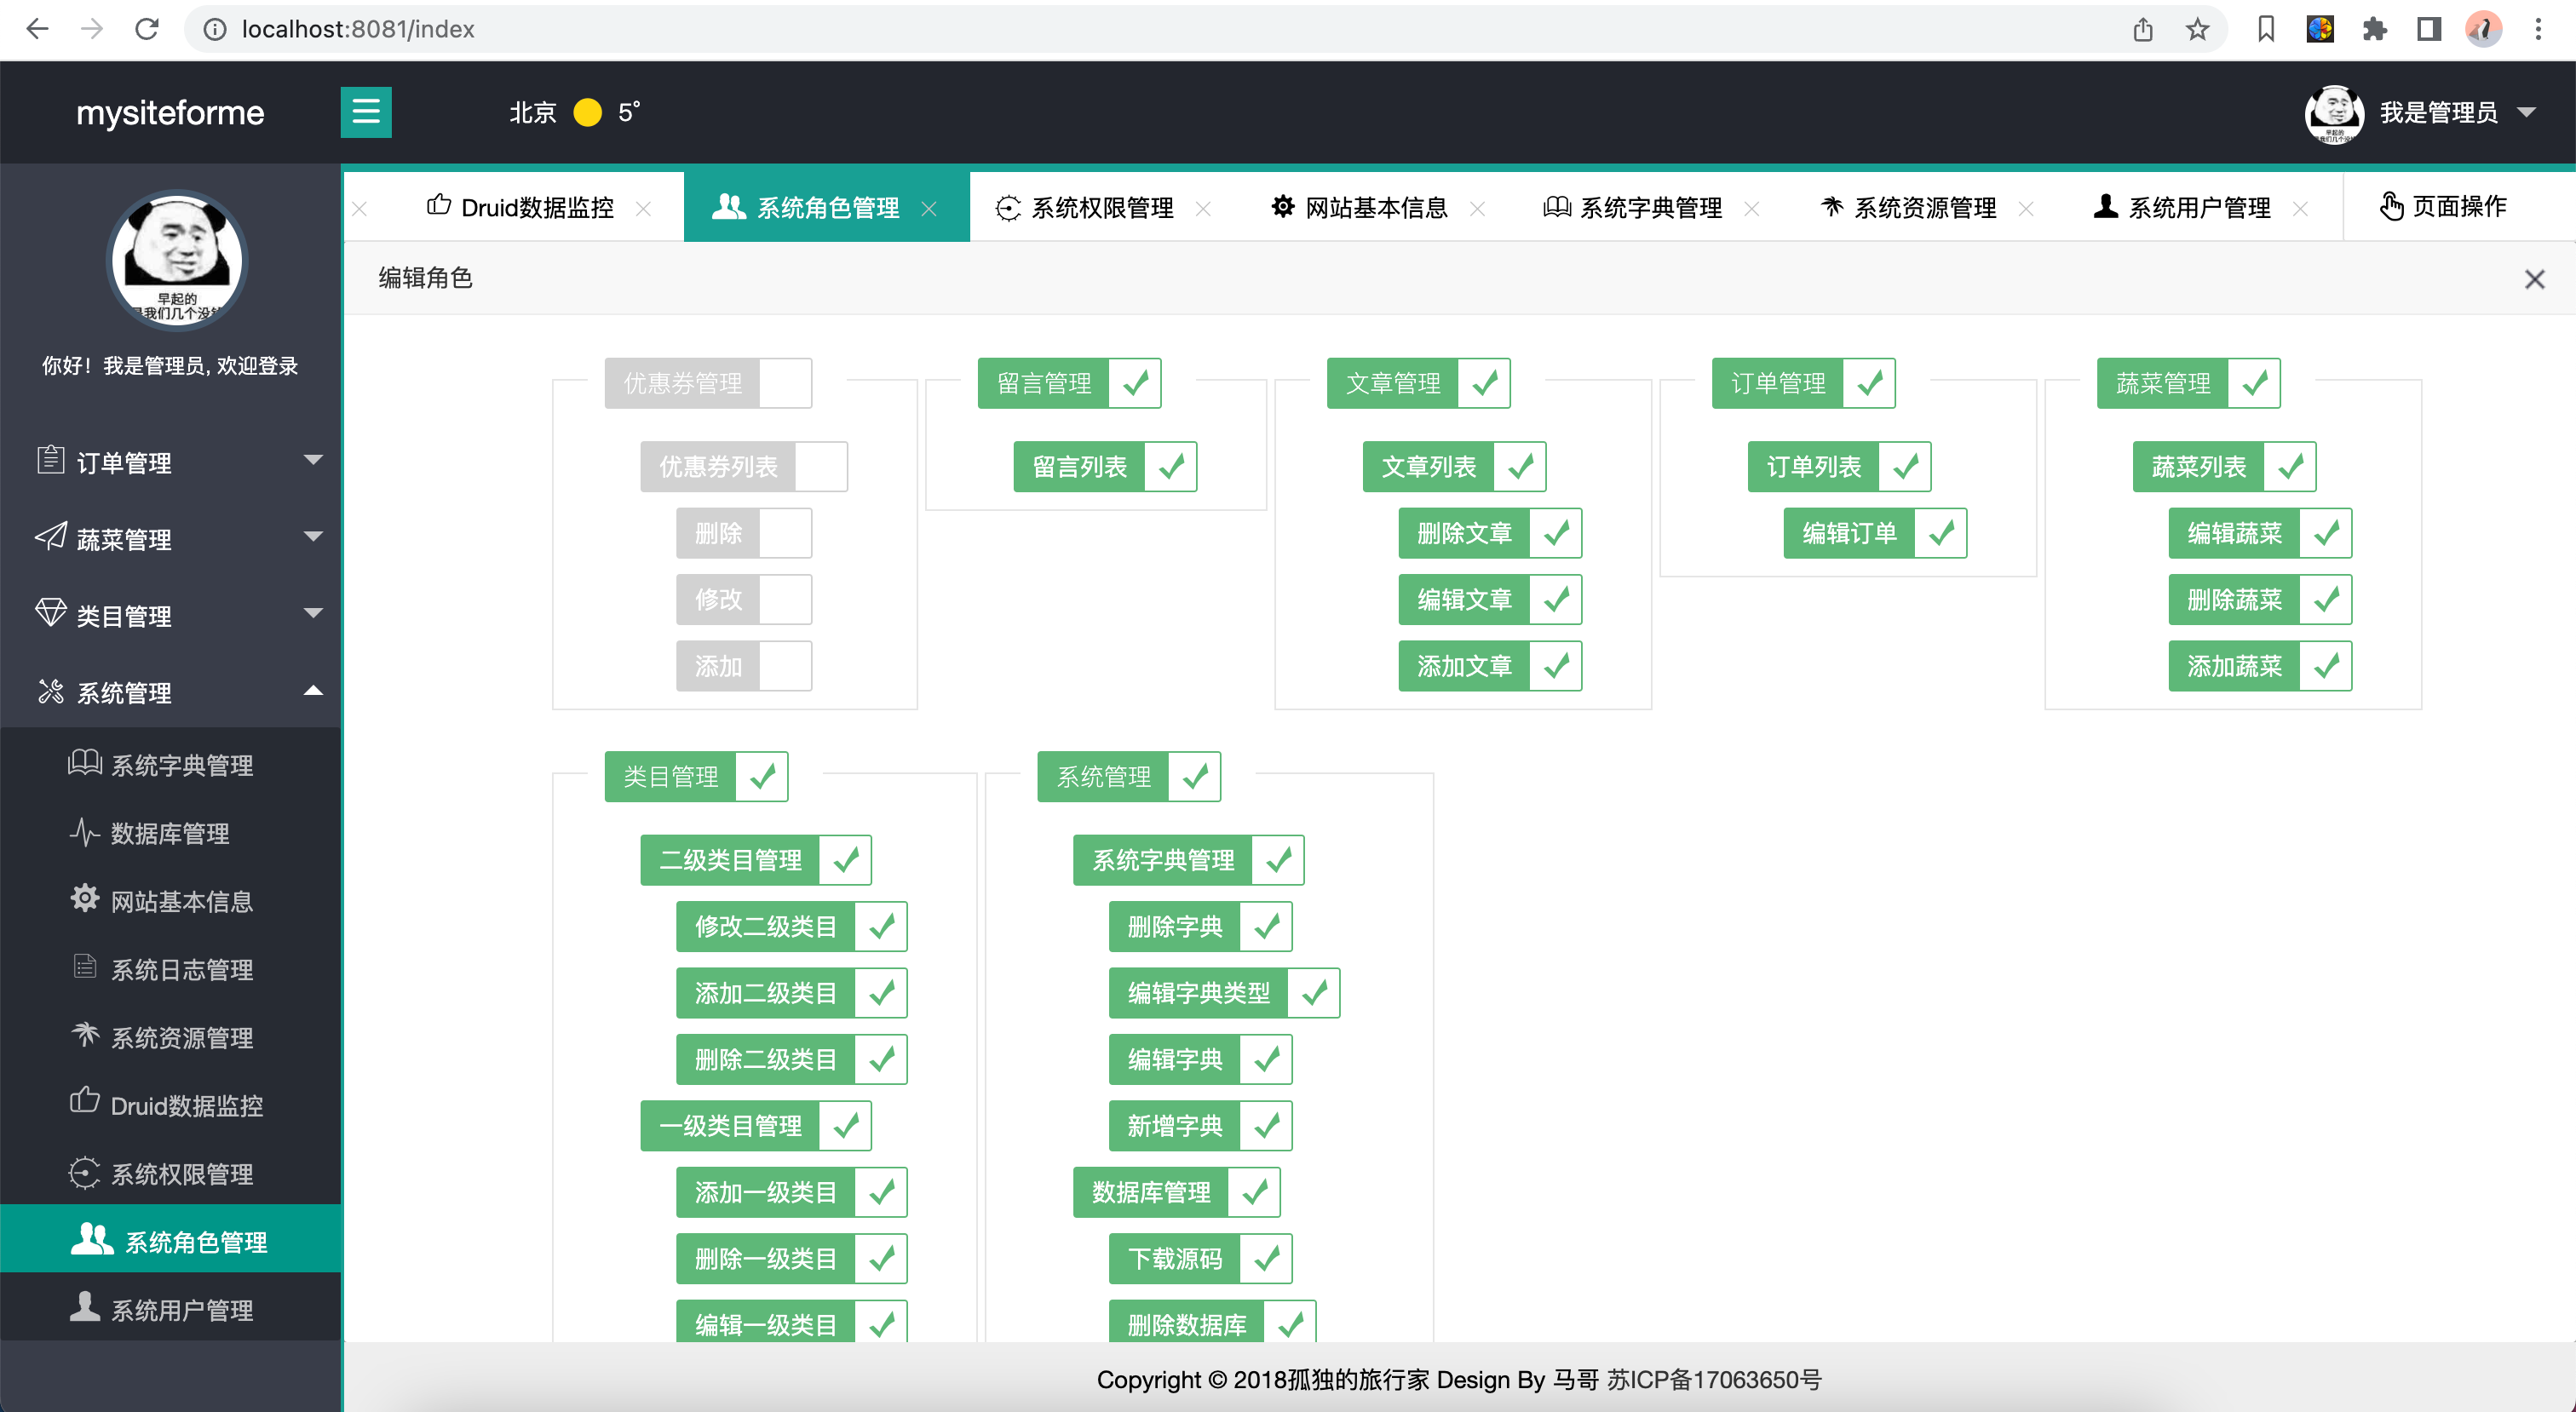 localhost:8081/index
mysiteforme
北京 5°
我是管理员
早起的
你好！我是管理员, 欢迎登录
订单管理
蔬菜管理
类目管理
系统管理
系统字典管理
数据库管理
网站基本信息
系统日志管理
系统资源管理
Druid数据监控
系统权限管理
系统角色管理
系统用户管理
Druid数据监控
系统角色管理
系统权限管理
网站基本信息
系统字典管理
系统资源管理
系统用户管理
页面操作
编辑角色
优惠券管理
优惠券列表
删除
修改
添加
留言管理
留言列表
文章管理
文章列表
删除文章
编辑文章
添加文章
订单管理
订单列表
编辑订单
蔬菜管理
蔬菜列表
编辑蔬菜
删除蔬菜
添加蔬菜
类目管理
二级类目管理
修改二级类目
添加二级类目
删除二级类目
一级类目管理
添加一级类目
删除一级类目
编辑一级类目
系统管理
系统字典管理
删除字典
编辑字典类型
编辑字典
新增字典
数据库管理
下载源码
删除数据库
Copyright © 2018孤独的旅行家 Design By 马哥 苏ICP备17063650号